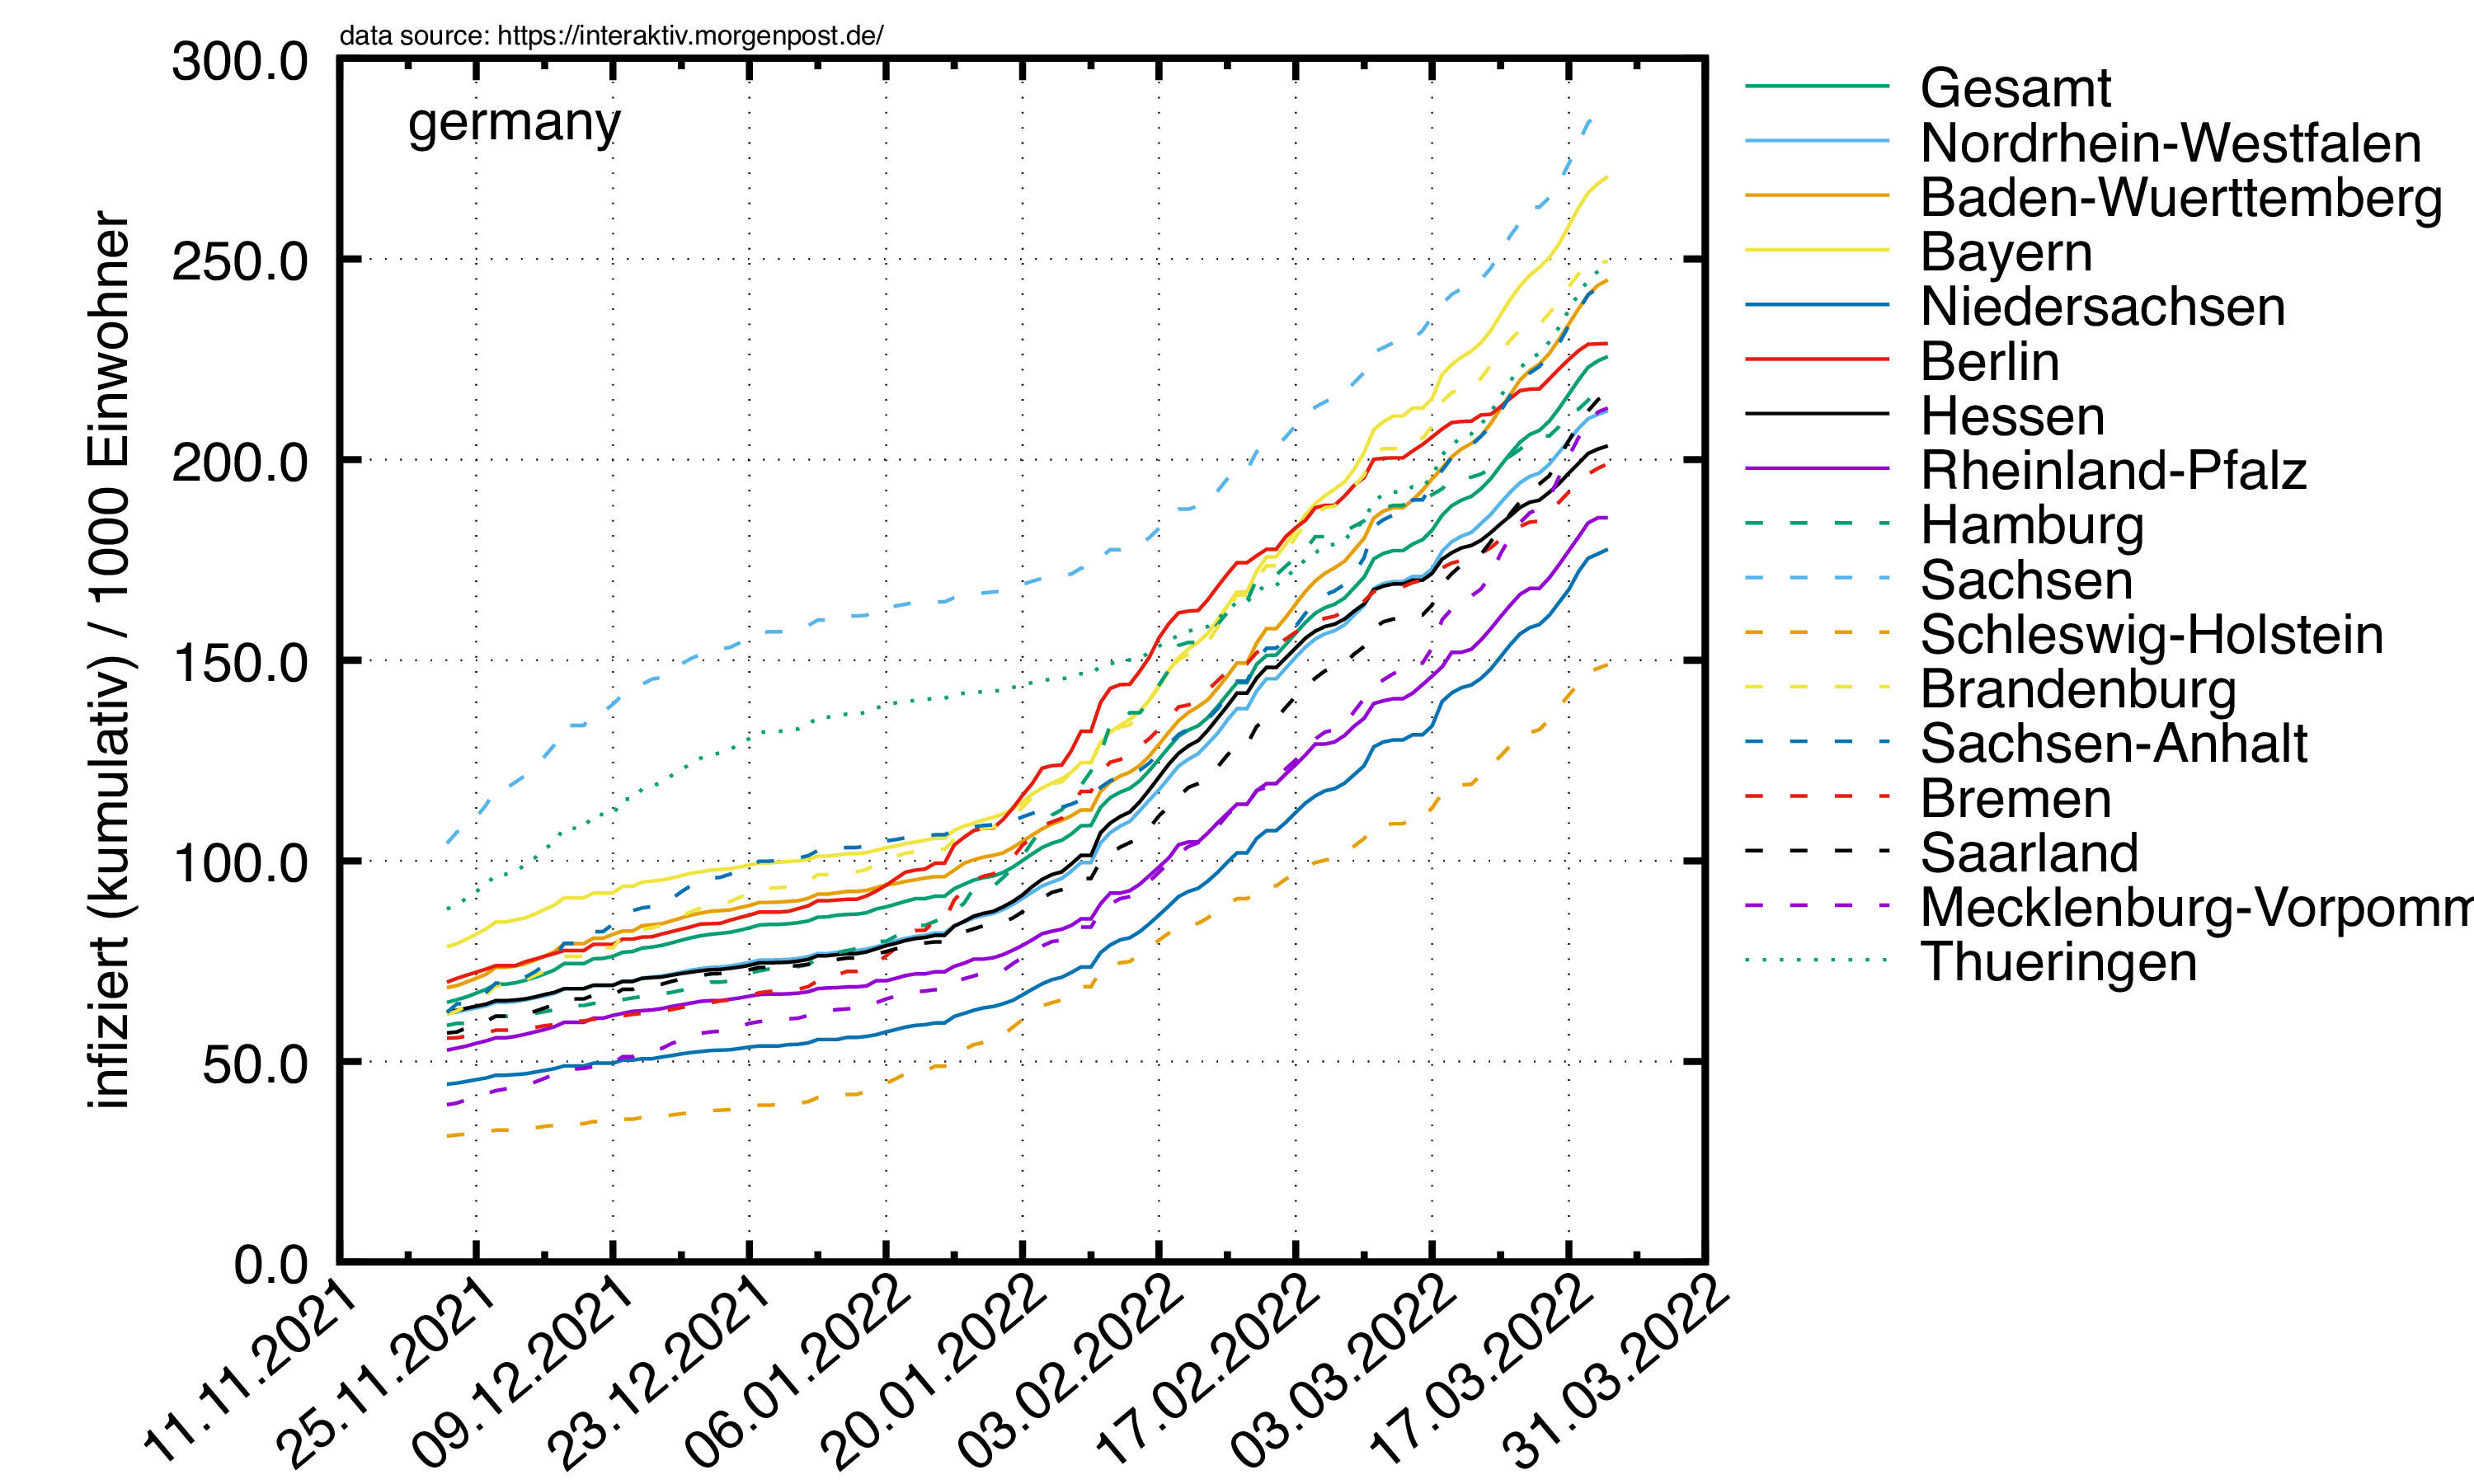 data source: https://interaktiv.morgenpost.de/
germany
infiziert (kumulativ) / 1000 Einwohner
300.0
250.0
200.0
150.0
100.0
50.0
0.0
11.11.2021
25.11.2021
09.12.2021
23.12.2021
06.01.2022
20.01.2022
03.02.2022
17.02.2022
03.03.2022
17.03.2022
31.03.2022
Gesamt
Nordrhein-Westfalen
Baden-Wuerttemberg
Bayern
Niedersachsen
Berlin
Hessen
Rheinland-Pfalz
Hamburg
Sachsen
Schleswig-Holstein
Brandenburg
Sachsen-Anhalt
Bremen
Saarland
Mecklenburg-Vorpomm
Thueringen